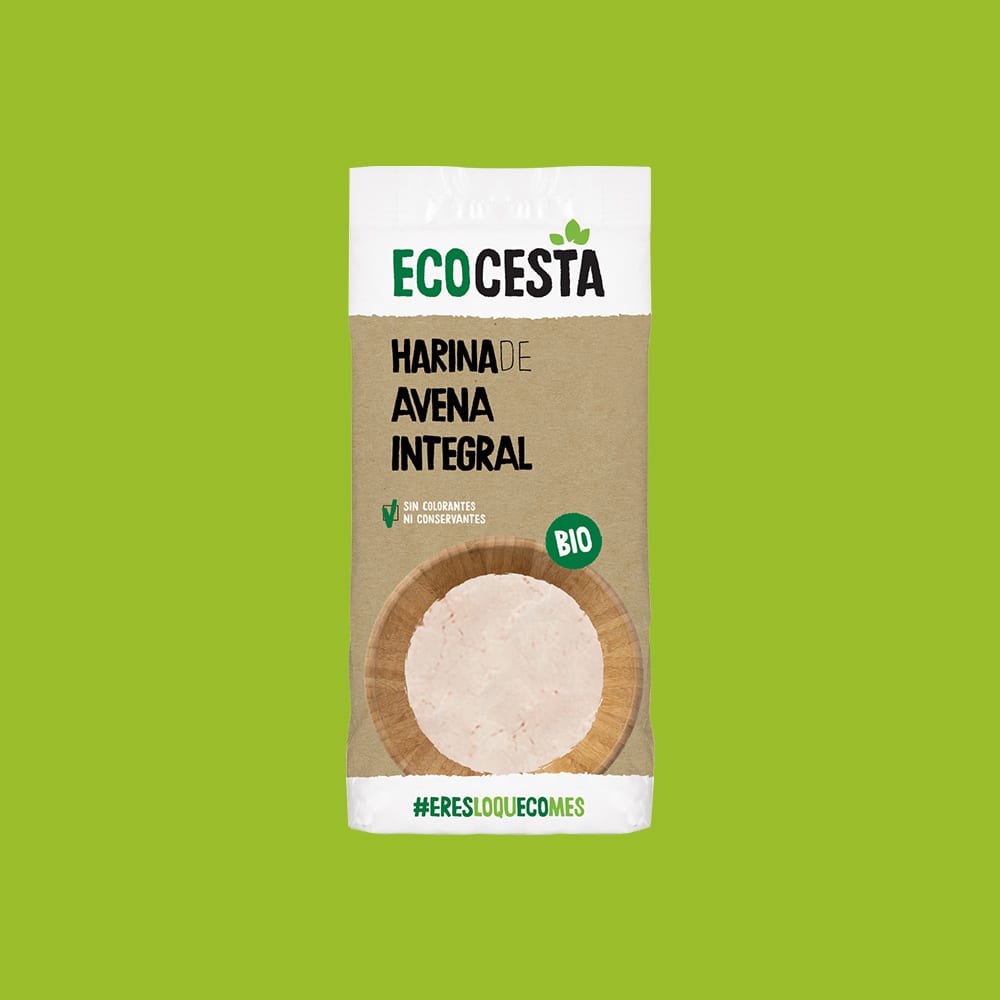 ECOCESTA
HARINA DE
AVENA
INTEGRAL
SIN COLORANTES
NI CONSERVANTES
BIO
#ERESLOQUECOMES